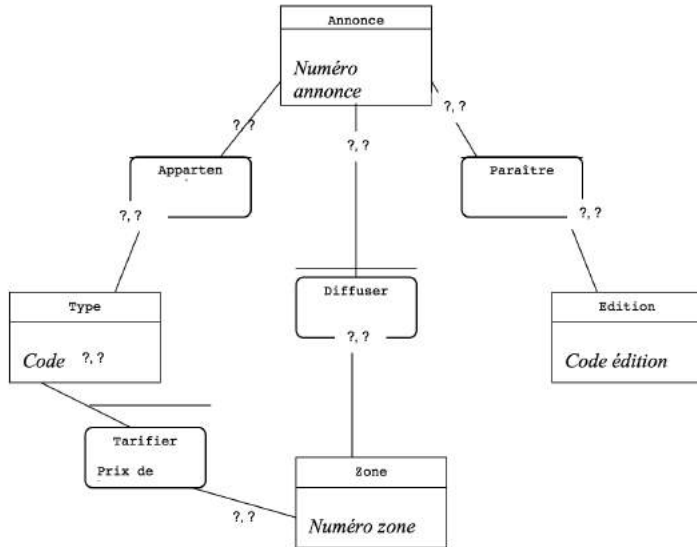 Annonce
Numéro
annonce
?, ?
?, ?
?, ?
Apparten
Paraître
?, ?
?, ?
Type
Diffuser
Edition
?, ?
Code ?, ?
Code édition
Tarifier
Prix de
Zone
?, ?
Numéro zone